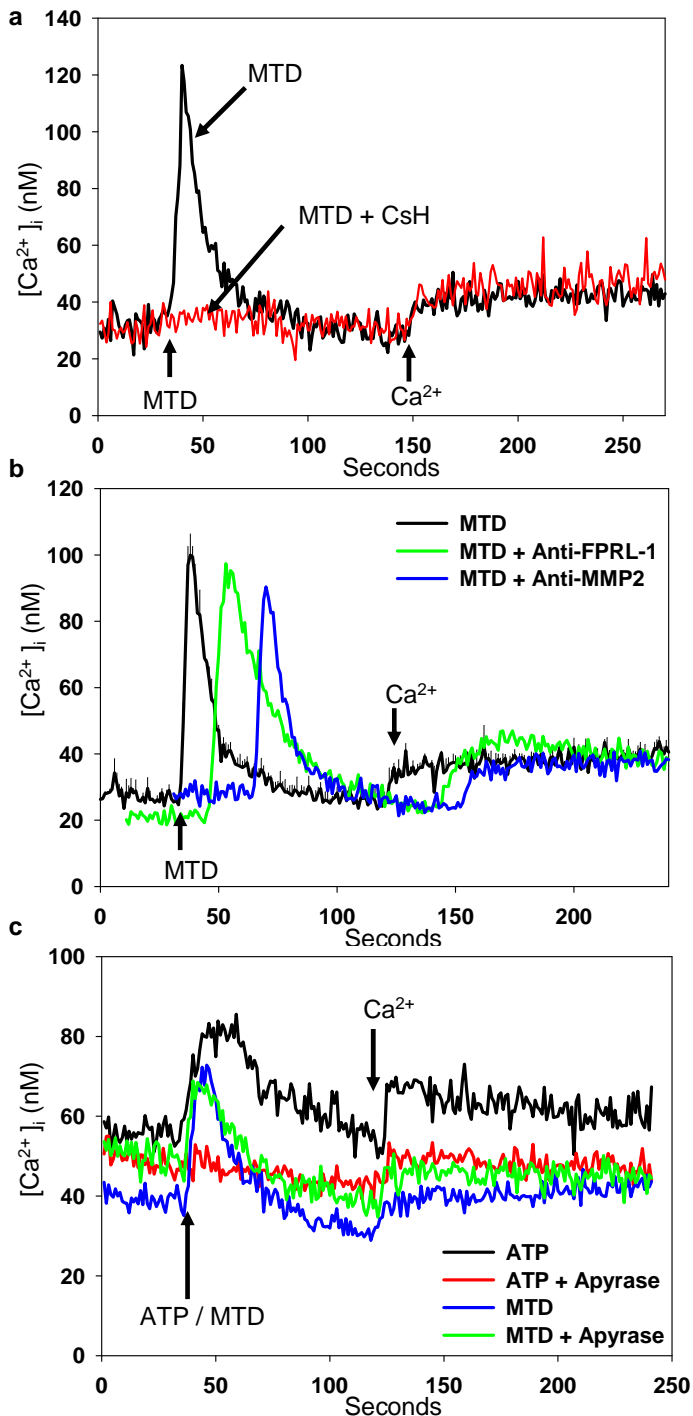 a
140
120
100
80
60
40
20
0
[Ca²⁺ ]ᵢ (nM)
MTD
MTD + CsH
MTD
Ca²⁺
0 50 100 150 200 250
Seconds
b
120
100
80
60
40
20
0
[Ca²⁺ ]ᵢ (nM)
MTD
MTD + Anti-FPRL-1
MTD + Anti-MMP2
Ca²⁺
MTD
0 50 100 150 200
Seconds
c
100
80
60
40
20
0
[Ca²⁺ ]ᵢ (nM)
Ca²⁺
ATP / MTD
ATP
ATP + Apyrase
MTD
MTD + Apyrase
0 50 100 150 200 250
Seconds